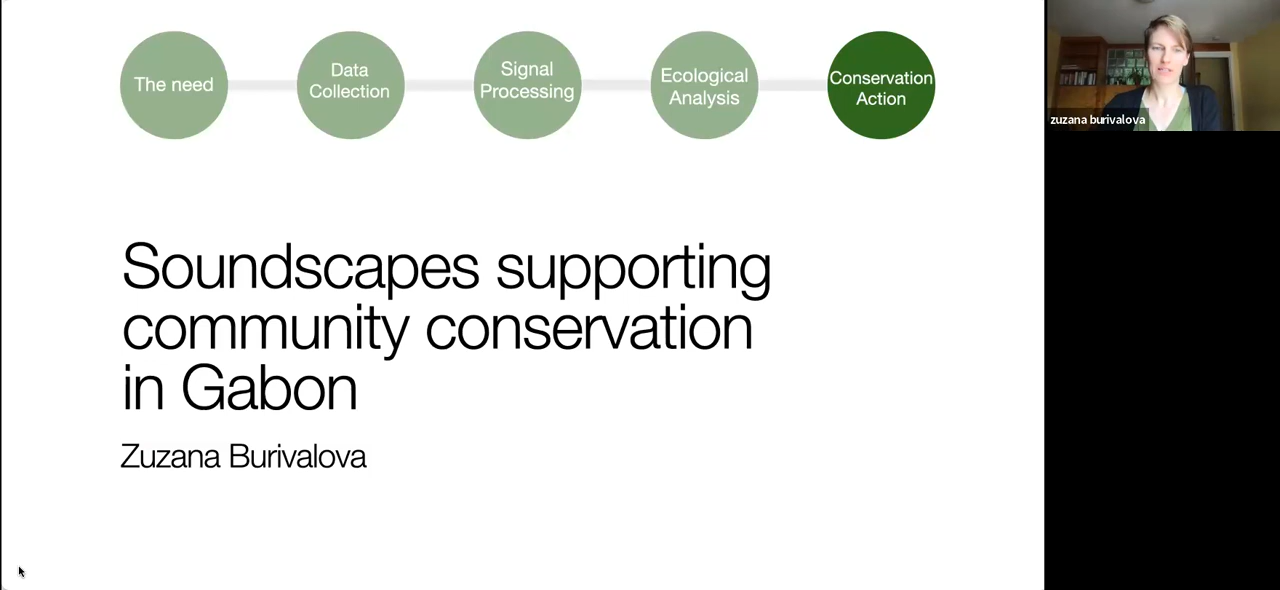 The need
Data
Collection
Signal
Processing
Ecological
Analysis
Conservation
Action
zuzana burivalova
Soundscapes supporting
community conservation
in Gabon
Zuzana Burivalova